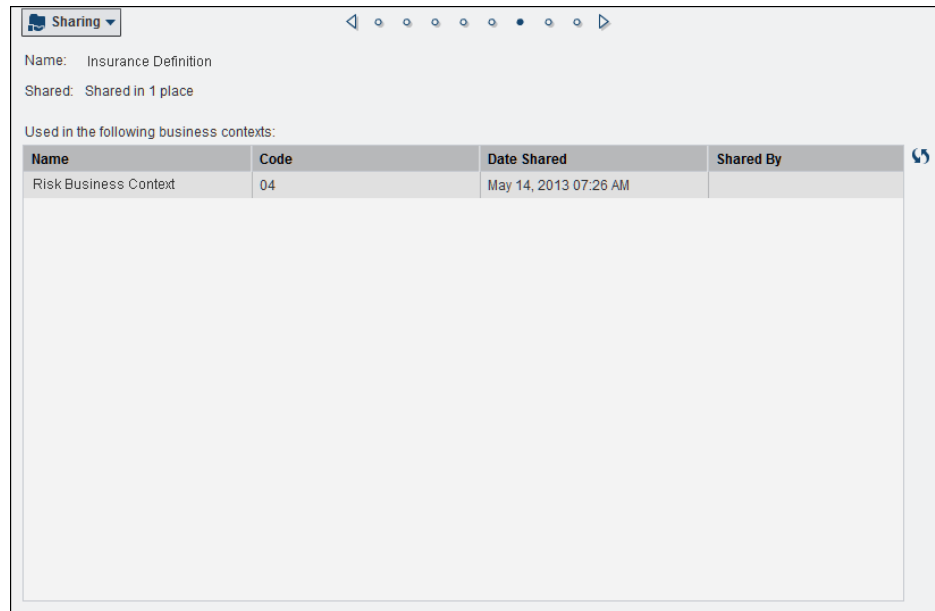 Sharing
Name: Insurance Definition
Shared: Shared in 1 place
Used in the following business contexts:
Name Code Date Shared Shared By
Risk Business Context 04 May 14, 2013 07:26 AM